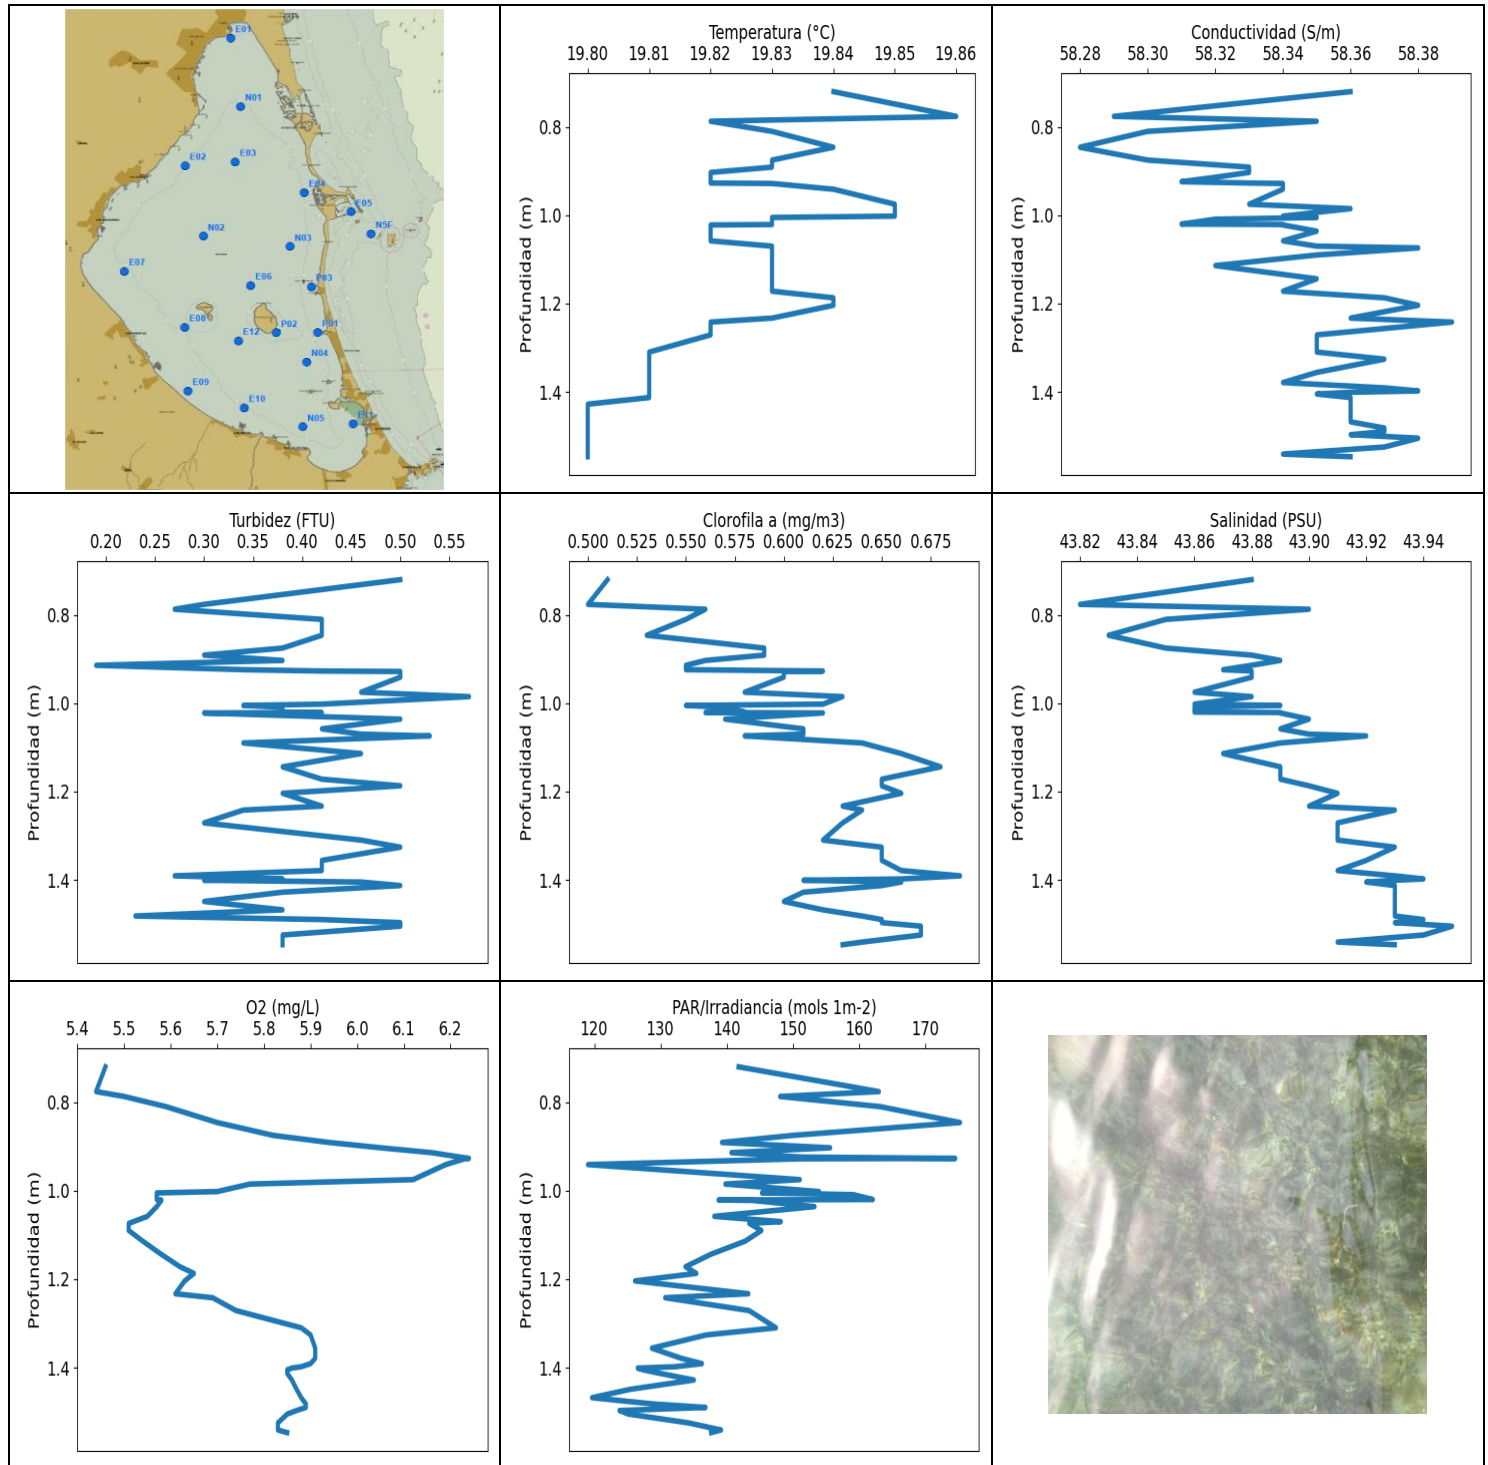 E01
N01
E02
E03
E04
E05
N5F
N02
N03
E07
E06
P03
E08
P02
P01
E12
N04
E09
E10
N05
E11
Temperatura (°C)
19.80 19.81 19.82 19.83 19.84 19.85 19.86
Profundidad (m)
0.8
1.0
1.2
1.4
Conductividad (S/m)
58.28 58.30 58.32 58.34 58.36 58.38
Profundidad (m)
0.8
1.0
1.2
1.4
Turbidez (FTU)
0.20 0.25 0.30 0.35 0.40 0.45 0.50 0.55
Profundidad (m)
0.8
1.0
1.2
1.4
Clorofila a (mg/m3)
0.500 0.525 0.550 0.575 0.600 0.625 0.650 0.675
Profundidad (m)
0.8
1.0
1.2
1.4
Salinidad (PSU)
43.82 43.84 43.86 43.88 43.90 43.92 43.94
Profundidad (m)
0.8
1.0
1.2
1.4
O2 (mg/L)
5.4 5.5 5.6 5.7 5.8 5.9 6.0 6.1 6.2
Profundidad (m)
0.8
1.0
1.2
1.4
PAR/Irradiancia (mols 1m-2)
120 130 140 150 160 170
Profundidad (m)
0.8
1.0
1.2
1.4